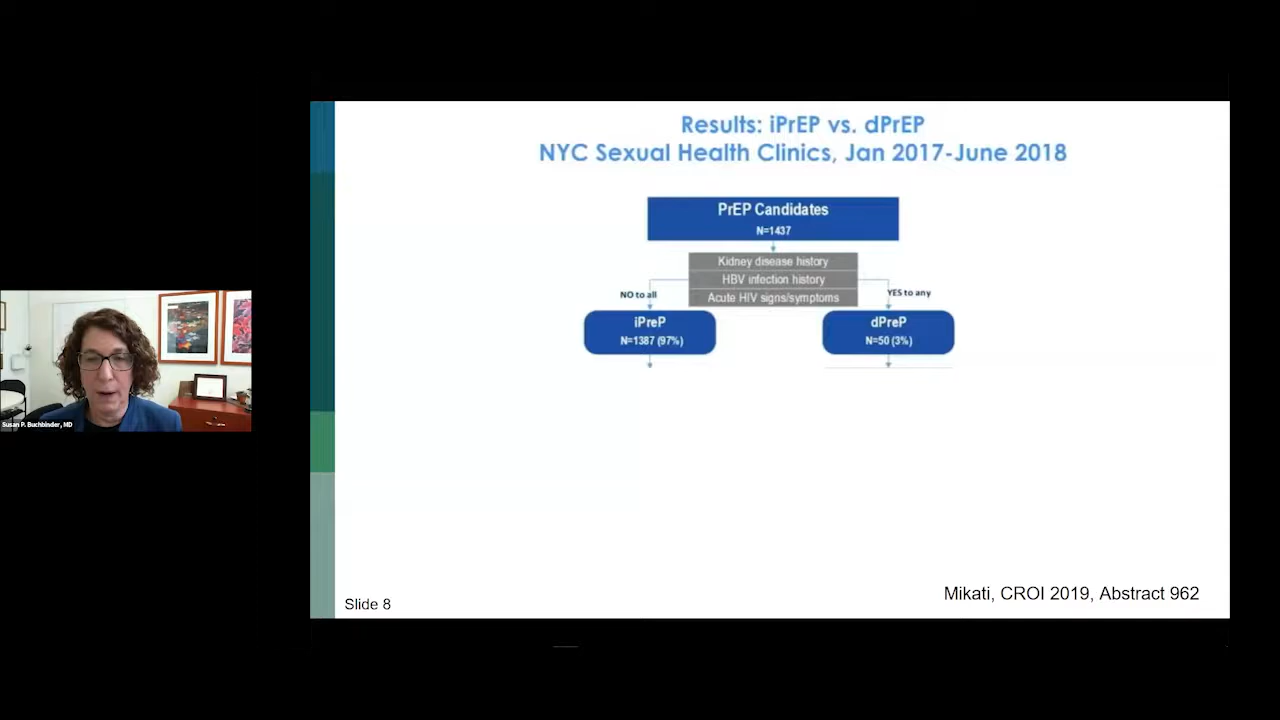 Results: iPrEP vs. dPrEP
NYC Sexual Health Clinics, Jan 2017-June 2018
PrEP Candidates
N=1437
Kidney disease history
HBV infection history
Acute HIV signs/symptoms
NO to all
YES to any
iPreP
N=1387 (97%)
dPreP
N=50 (3%)
Susan P. Buchbinder, MD
Mikati, CROI 2019, Abstract 962
Slide 8